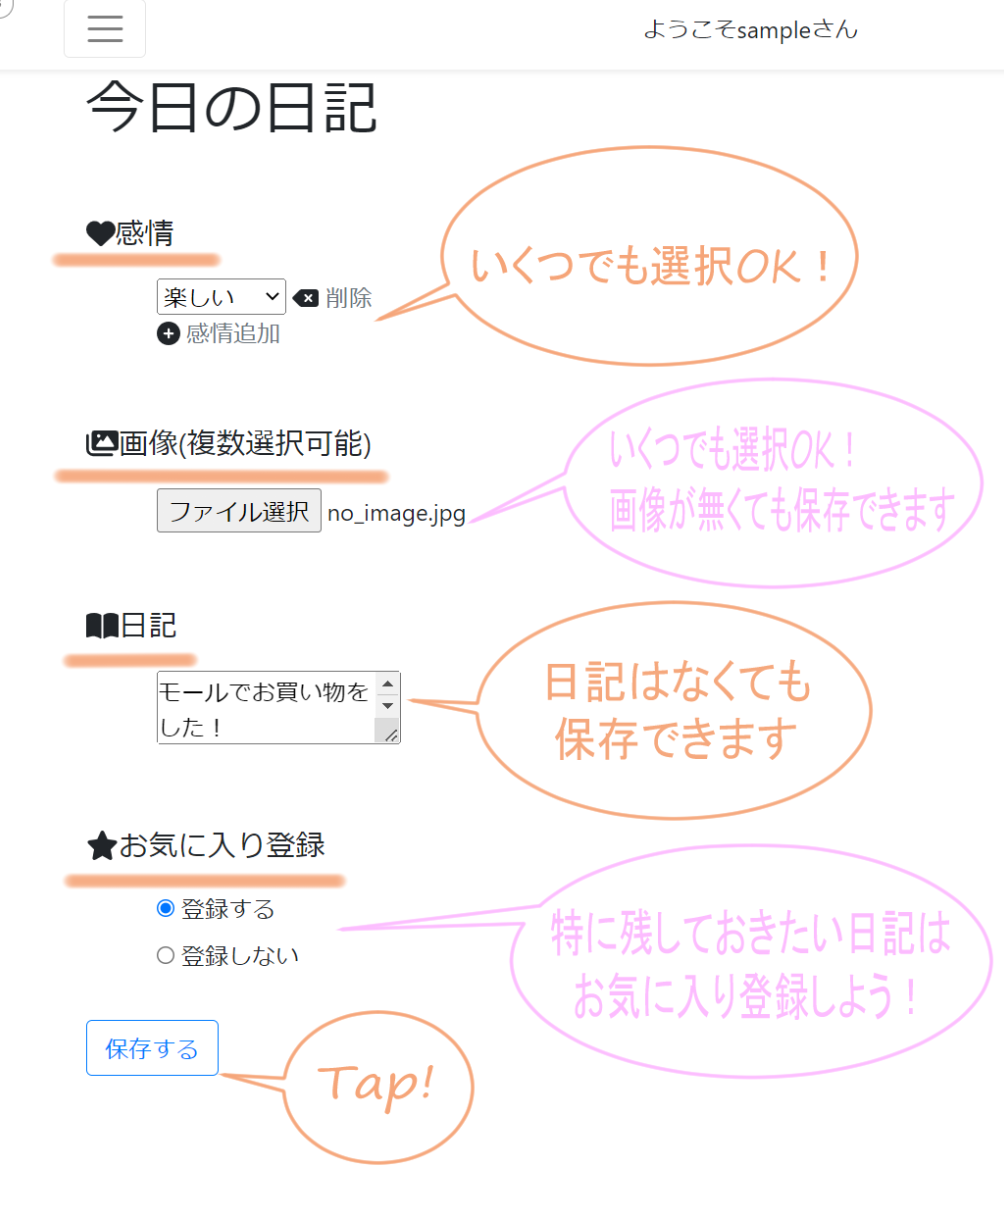 ようこそsampleさん
今日の日記
感情
いくつでも選択OK！
楽しい
削除
感情追加
画像(複数選択可能)
いくつでも選択OK！
画像が無くても保存できます
ファイル選択 no_image.jpg
日記
日記はなくても
保存できます
モールでお買い物を
した！
お気に入り登録
登録する
登録しない
特に残しておきたい日記は
お気に入り登録しよう！
保存する
Tap!